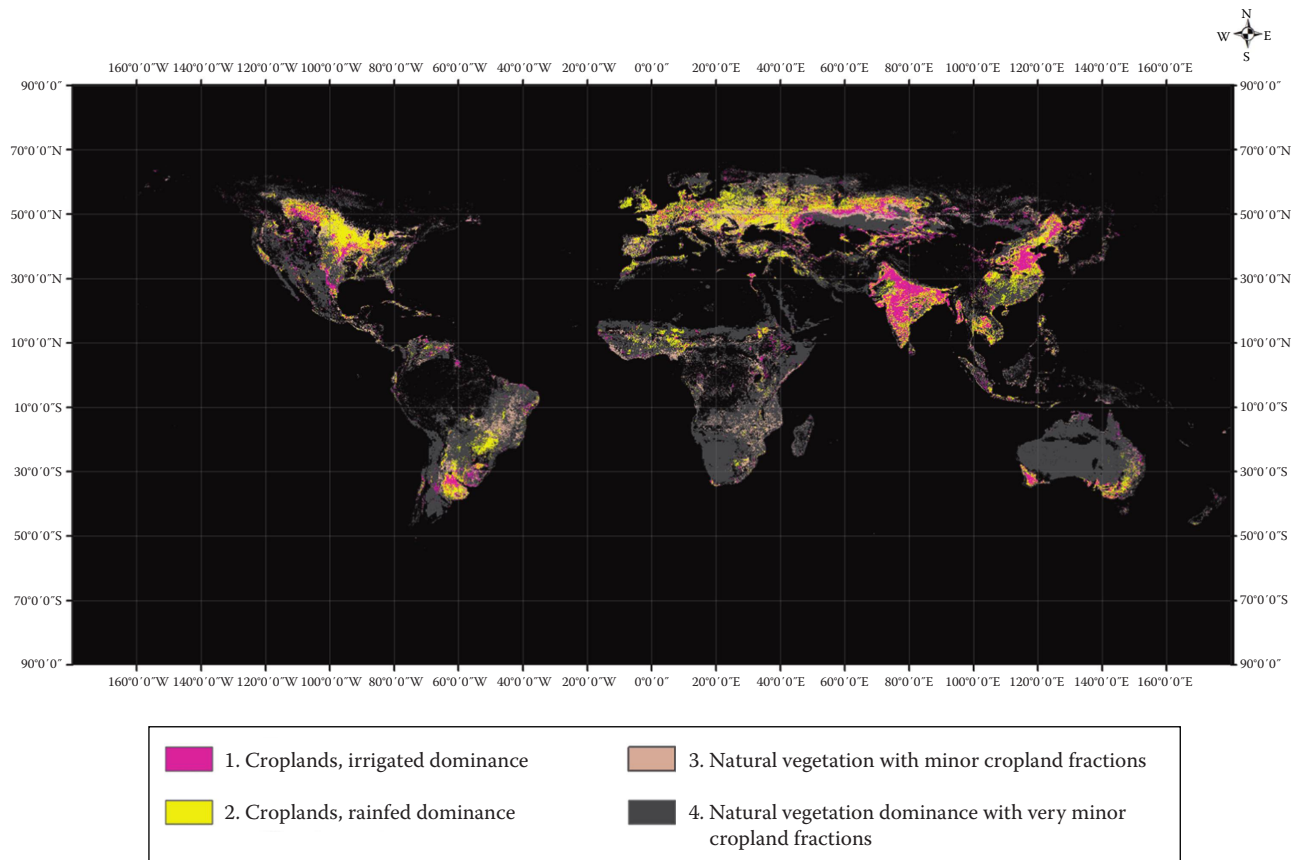 N
W E
S
160°0′0″W 140°0′0″W 120°0′0″W 100°0′0″W 80°0′0″W 60°0′0″W 40°0′0″W 20°0′0″W 0°0′0″ 20°0′0″E 40°0′0″E 60°0′0″E 80°0′0″E 100°0′0″E 120°0′0″E 140°0′0″E 160°0′0″E
90°0′0″ 90°0′0″
70°0′0″N 70°0′0″N
50°0′0″N 50°0′0″N
30°0′0″N 30°0′0″N
10°0′0″N 10°0′0″N
10°0′0″S 10°0′0″S
30°0′0″S 30°0′0″S
50°0′0″S 50°0′0″S
70°0′0″S 70°0′0″S
90°0′0″ 90°0′0″
160°0′0″W 140°0′0″W 120°0′0″W 100°0′0″W 80°0′0″W 60°0′0″W 40°0′0″W 20°0′0″W 0°0′0″E 20°0′0″E 40°0′0″E 60°0′0″E 80°0′0″E 100°0′0″E 120°0′0″E 140°0′0″E 160°0′0″E
1. Croplands, irrigated dominance
2. Croplands, rainfed dominance
3. Natural vegetation with minor cropland fractions
4. Natural vegetation dominance with very minor
cropland fractions